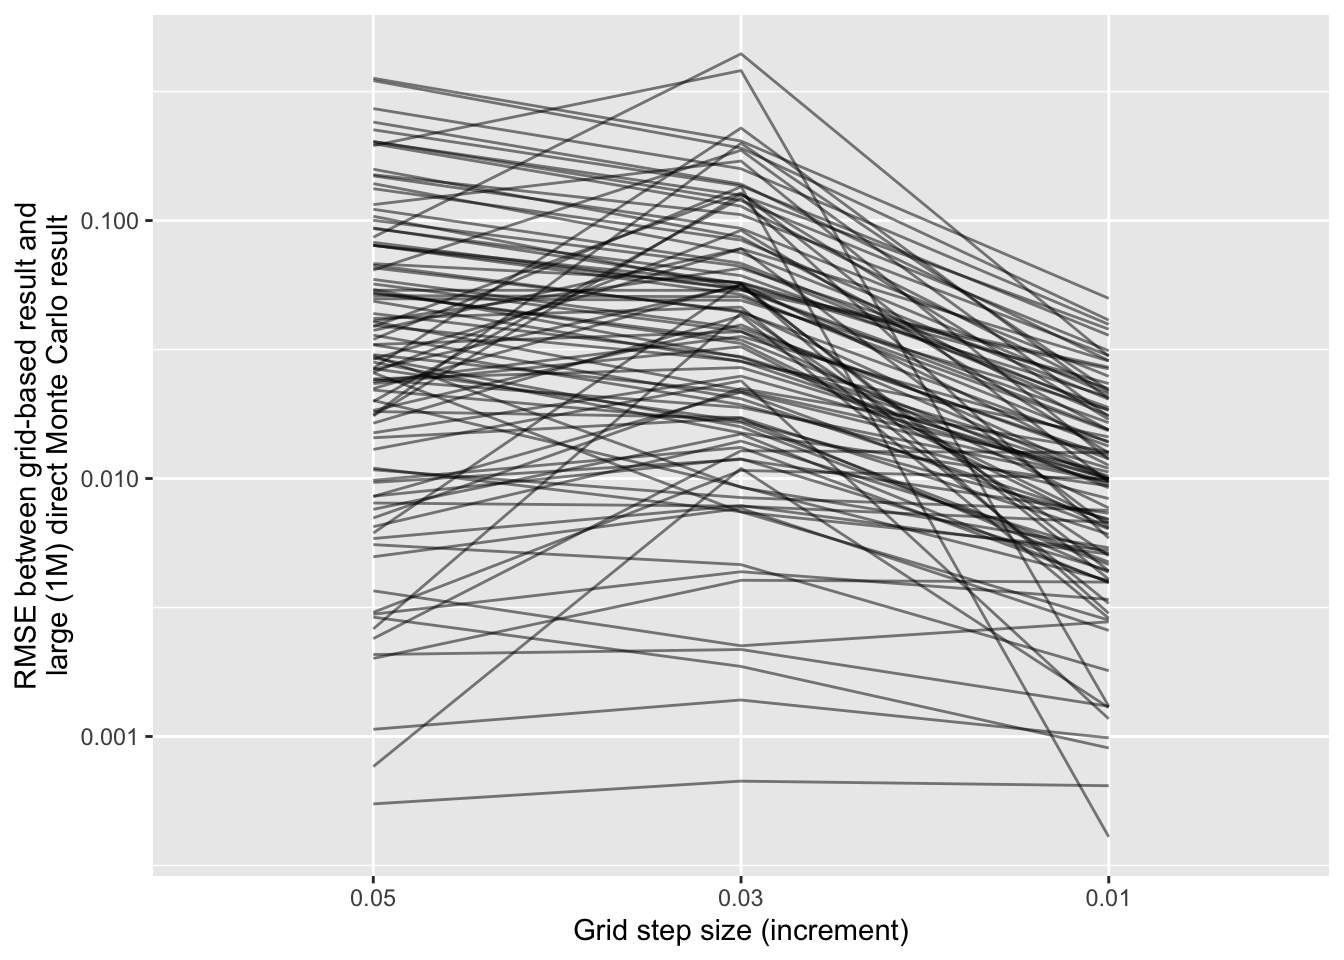 RMSE between grid-based result and
large (1M) direct Monte Carlo result
0.100
0.010
0.001
0.05
0.03
0.01
Grid step size (increment)